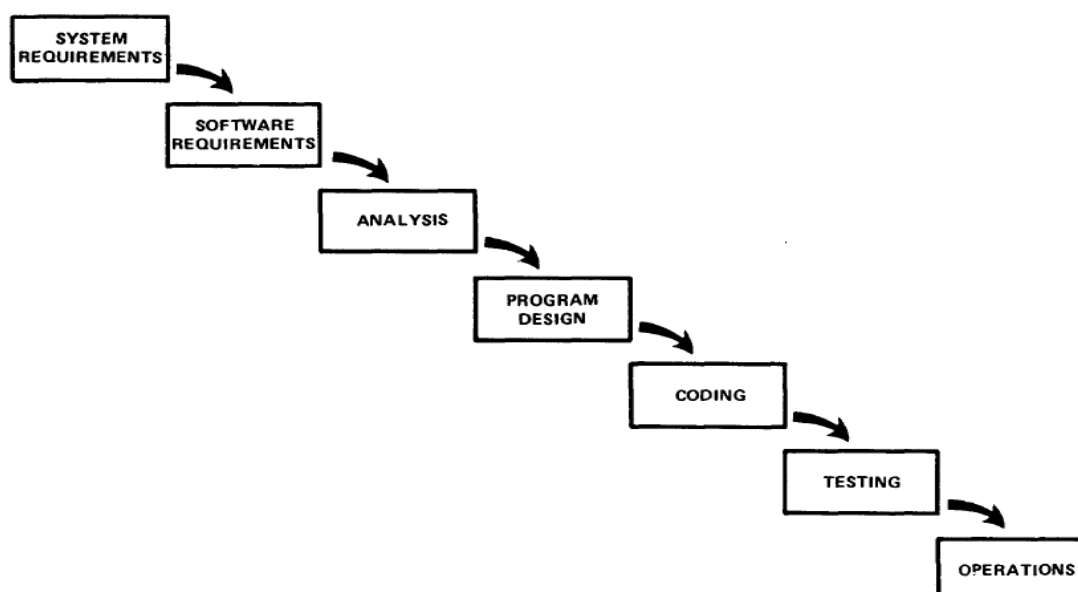 SYSTEM
REQUIREMENTS
SOFTWARE
REQUIREMENTS
ANALYSIS
PROGRAM
DESIGN
CODING
TESTING
OPERATIONS